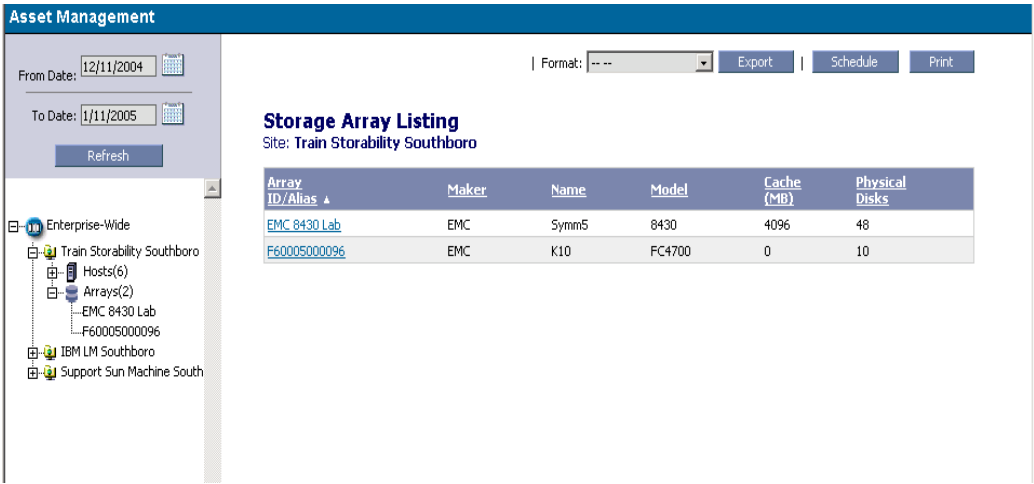 Asset Management
From Date: 12/11/2004
To Date: 1/11/2005
Refresh
Enterprise-Wide
Train Storability Southboro
Hosts(6)
Arrays(2)
EMC 8430 Lab
F60005000096
IBM LM Southboro
Support Sun Machine South
| Format: -- -- Export | Schedule Print
Storage Array Listing
Site: Train Storability Southboro
Array ID/Alias Maker Name Model Cache (MB) Physical Disks
EMC 8430 Lab EMC Symm5 8430 4096 48
F60005000096 EMC K10 FC4700 0 10